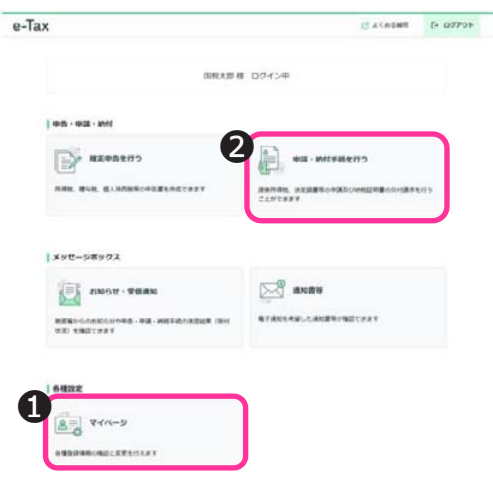 e-Tax
よくある質問
ログアウト
国税太郎 様 ログイン中
申告・申請・納付
確定申告を行う
所得税、贈与税、個人消費税等の申告書を作成できます
❷
申請・納付手続を行う
源泉所得税、法定調書等の申請及び納税証明書の交付請求を行う
ことができます
メッセージボックス
お知らせ・受信通知
税務署からのお知らせや申告・申請・納税手続の送信結果（受付
状況）を確認できます
通知書等
電子通知を希望した通知書等が確認できます
各種設定
❶
マイページ
各種登録情報の確認と変更を行えます